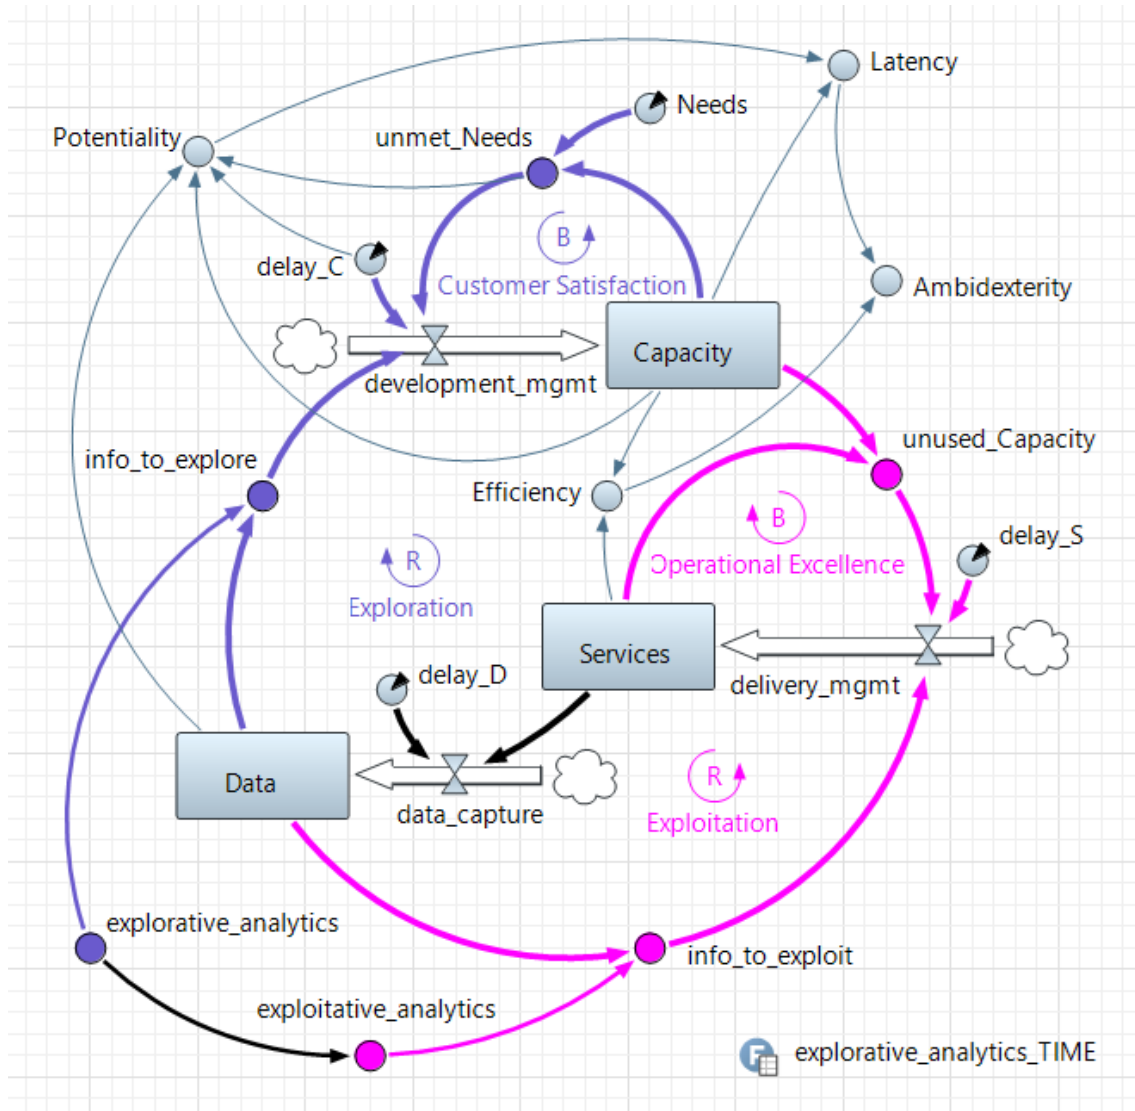 Latency
Needs
Potentiality
unmet_Needs
B
delay_C
Customer Satisfaction
Ambidexterity
Capacity
development_mgmt
unused_Capacity
info_to_explore
Efficiency
B
delay_S
R
Operational Excellence
Exploration
Services
delay_D
delivery_mgmt
Data
R
data_capture
Exploitation
explorative_analytics
info_to_exploit
exploitative_analytics
F
explorative_analytics_TIME